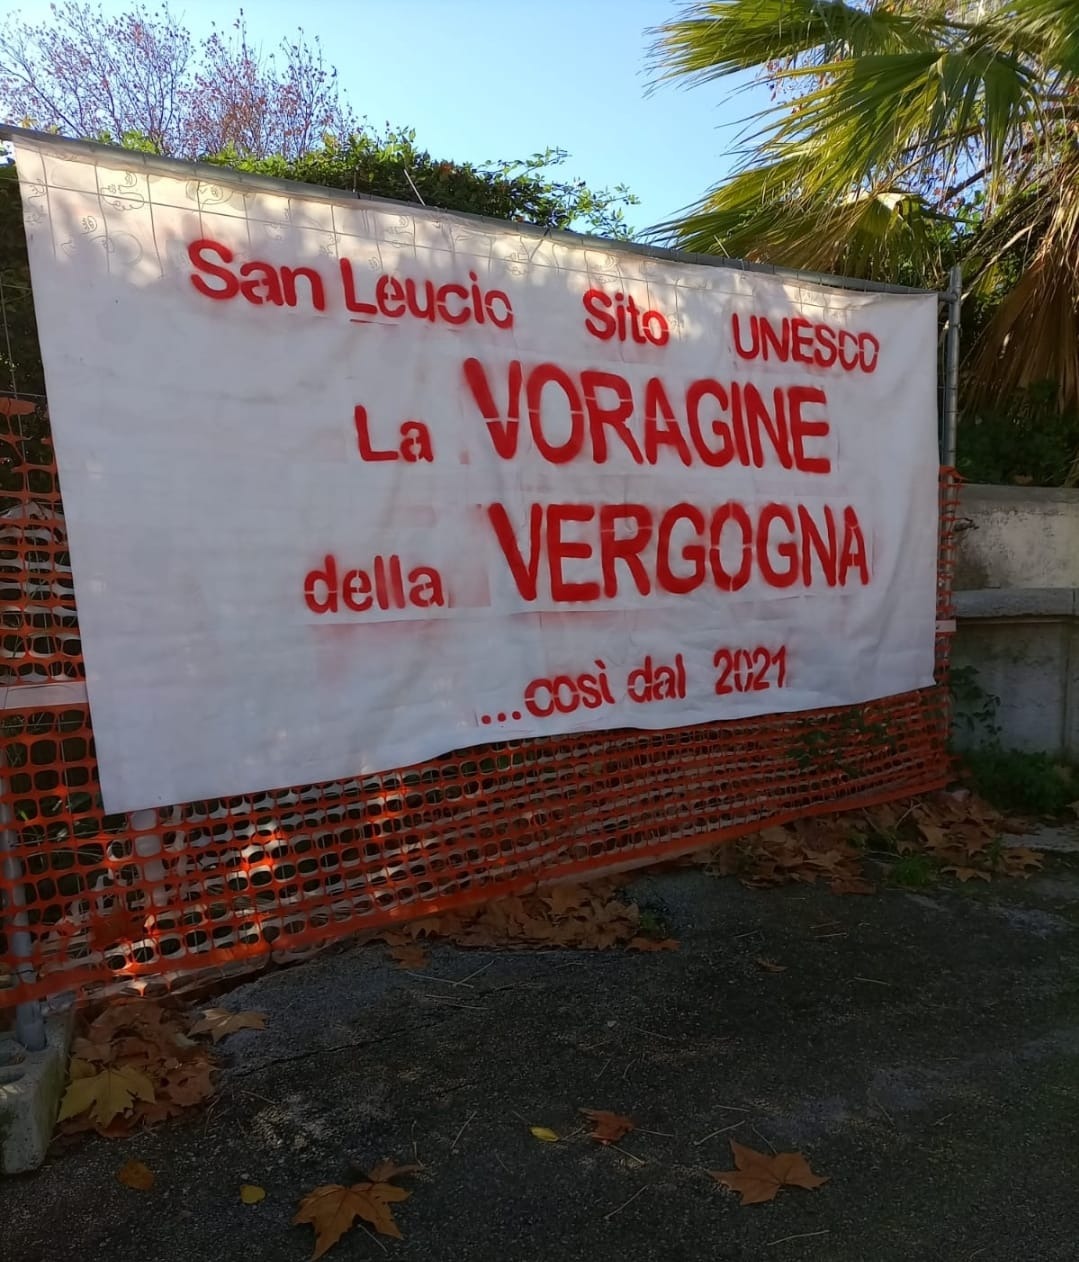 San Leucio Sito UNESCO
La VORAGINE
della VERGOGNA
...così dal 2021